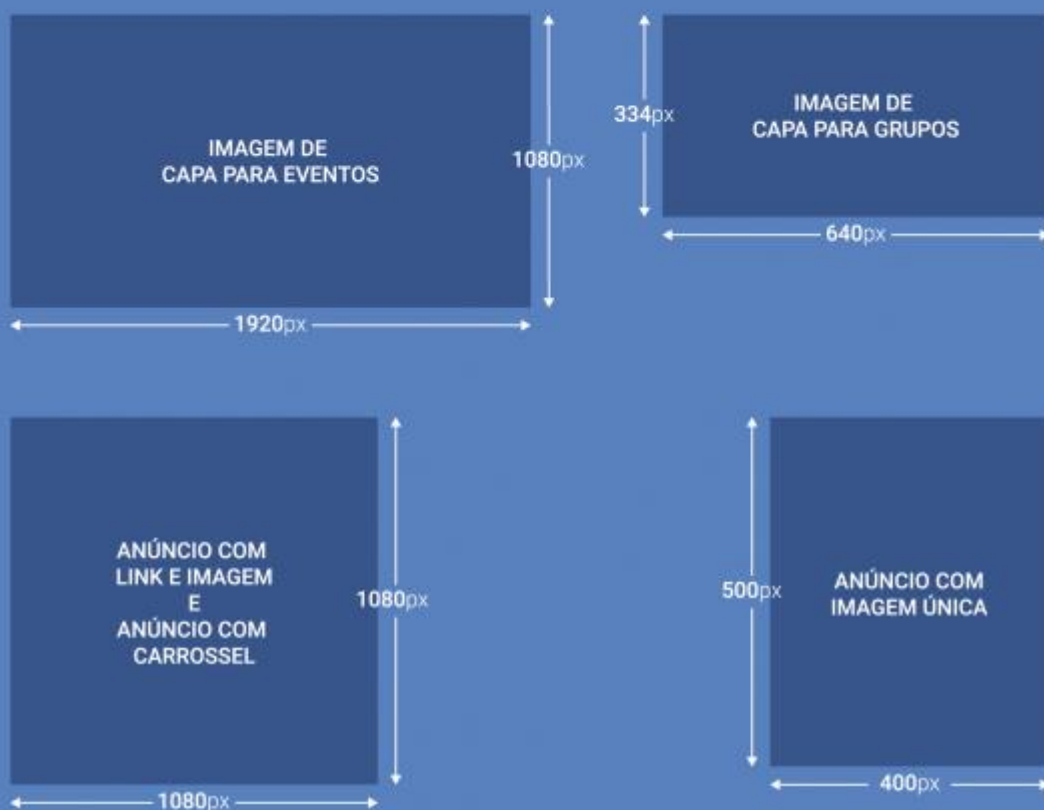 IMAGEM DE
CAPA PARA EVENTOS
1080px
1920px
334px
IMAGEM DE
CAPA PARA GRUPOS
640px
ANÚNCIO COM
LINK E IMAGEM
E
ANÚNCIO COM
CARROSSEL
1080px
1080px
500px
ANÚNCIO COM
IMAGEM ÚNICA
400px